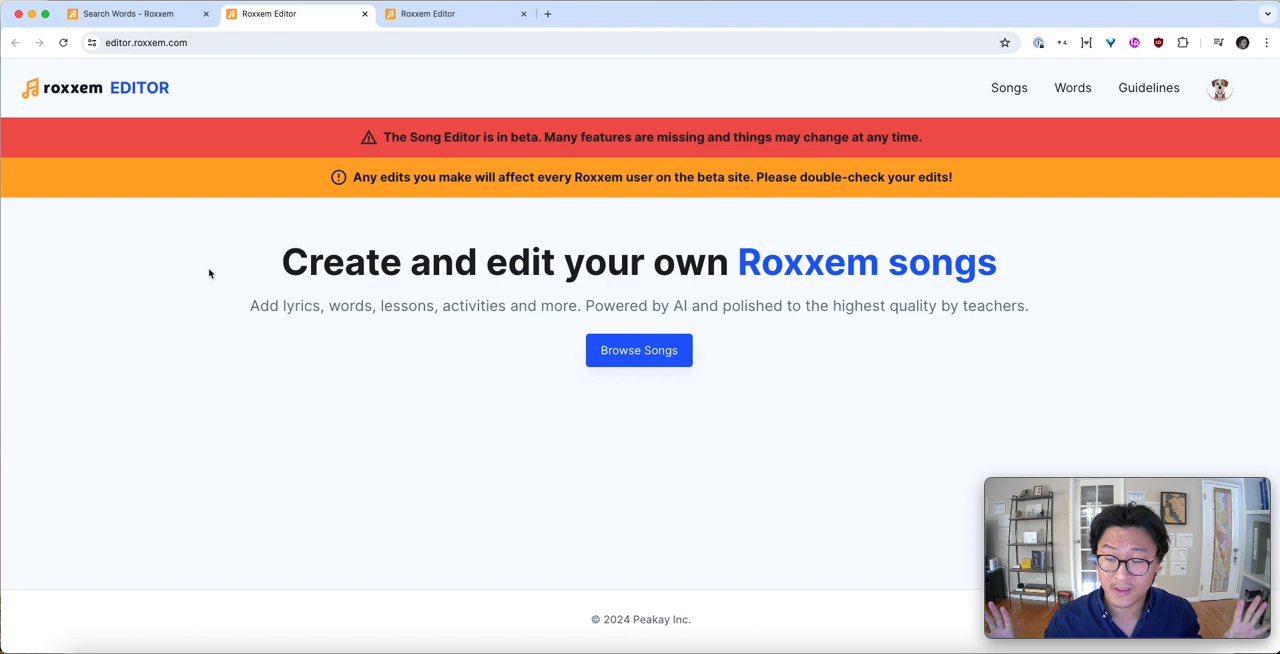 Search Words - Roxxem
Roxxem Editor
Roxxem Editor
editor.roxxem.com
roxxem EDITOR
Songs
Words
Guidelines
The Song Editor is in beta. Many features are missing and things may change at any time.
Any edits you make will affect every Roxxem user on the beta site. Please double-check your edits!
Create and edit your own Roxxem songs
Add lyrics, words, lessons, activities and more. Powered by AI and polished to the highest quality by teachers.
Browse Songs
© 2024 Peakay Inc.